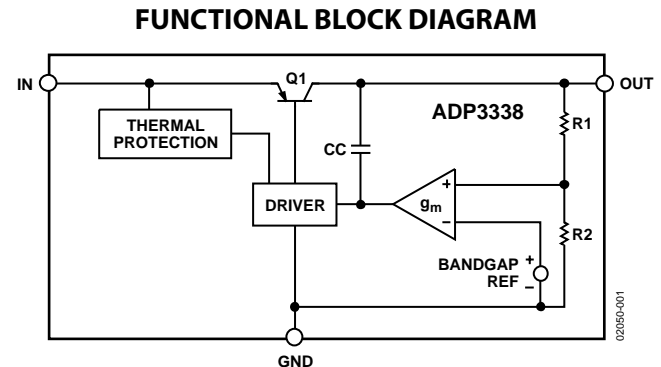 FUNCTIONAL BLOCK DIAGRAM
IN
Q1
OUT
THERMAL
PROTECTION
ADP3338
R1
CC
DRIVER
+
gm
–
R2
BANDGAP
REF
+
–
GND
02050-001